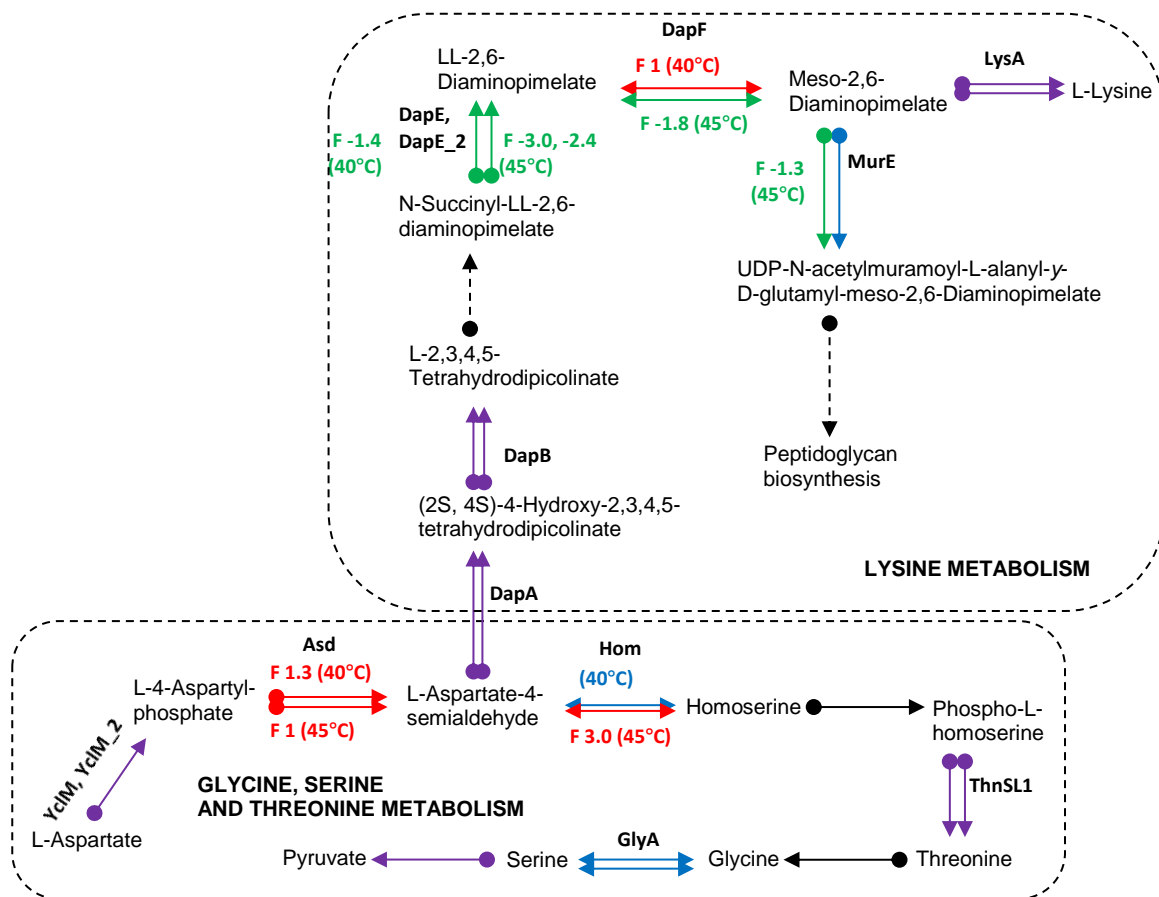 DapF
LL-2,6-
Diaminopimelate
F 1 (40°C)
F -1.8 (45°C)
Meso-2,6-
Diaminopimelate
LysA
L-Lysine
DapE,
DapE_2
F -1.4
(40°C)
F -3.0, -2.4
(45°C)
F -1.3
(45°C)
MurE
N-Succinyl-LL-2,6-
diaminopimelate
UDP-N-acetylmuramoyl-L-alanyl-y-
D-glutamyl-meso-2,6-Diaminopimelate
L-2,3,4,5-
Tetrahydrodipicolinate
Peptidoglycan
biosynthesis
DapB
(2S, 4S)-4-Hydroxy-2,3,4,5-
tetrahydrodipicolinate
LYSINE METABOLISM
DapA
Asd
F 1.3 (40°C)
F 1 (45°C)
Hom
(40°C)
F 3.0 (45°C)
L-4-Aspartyl-
phosphate
L-Aspartate-4-
semialdehyde
Homoserine
Phospho-L-
homoserine
YclM, YclM_2
GLYCINE, SERINE
AND THREONINE METABOLISM
ThnSL1
L-Aspartate
Pyruvate
Serine
GlyA
Glycine
Threonine